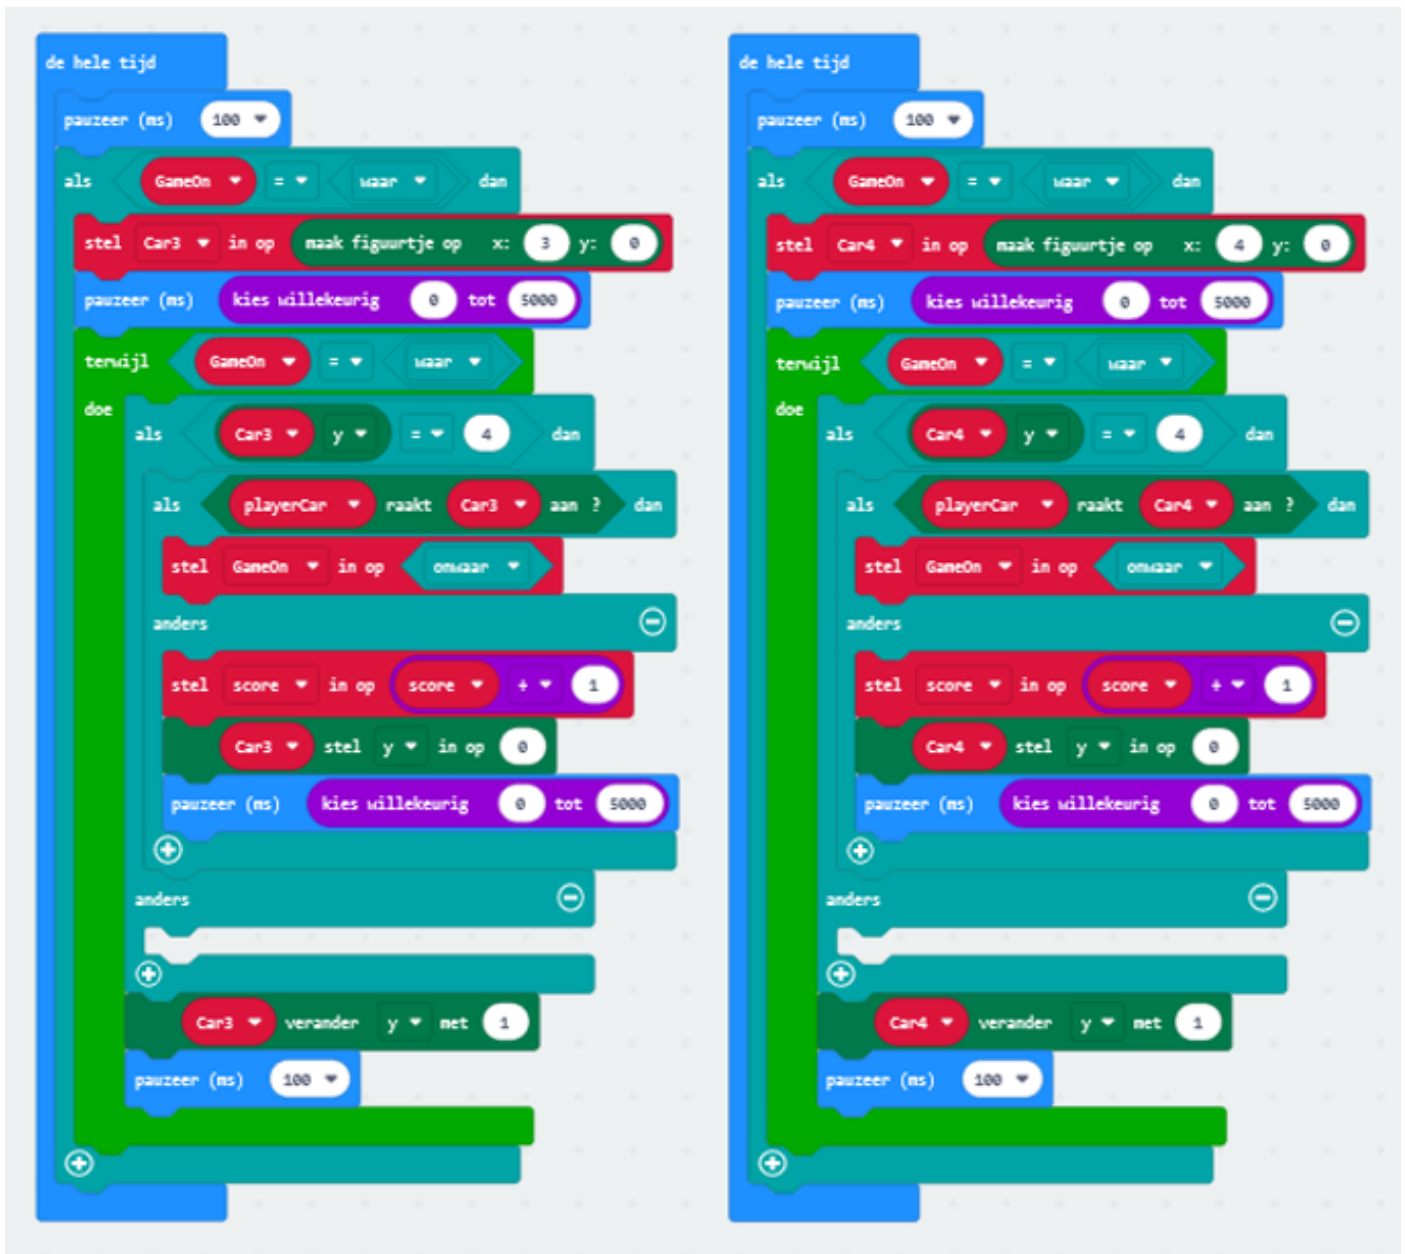 de hele tijd
pauzeer (ms) 100
als GameOn = waar dan
stel Car3 in op maak figuurtje op x: 3 y: 0
pauzeer (ms) kies willekeurig 0 tot 5000
terwijl GameOn = waar
doe
als Car3 y = 4 dan
als playerCar raakt Car3 aan ? dan
stel GameOn in op onwaar
anders
stel score in op score + 1
Car3 stel y in op 0
pauzeer (ms) kies willekeurig 0 tot 5000
anders
Car3 verander y met 1
pauzeer (ms) 100
de hele tijd
pauzeer (ms) 100
als GameOn = waar dan
stel Car4 in op maak figuurtje op x: 4 y: 0
pauzeer (ms) kies willekeurig 0 tot 5000
terwijl GameOn = waar
doe
als Car4 y = 4 dan
als playerCar raakt Car4 aan ? dan
stel GameOn in op onwaar
anders
stel score in op score + 1
Car4 stel y in op 0
pauzeer (ms) kies willekeurig 0 tot 5000
anders
Car4 verander y met 1
pauzeer (ms) 100